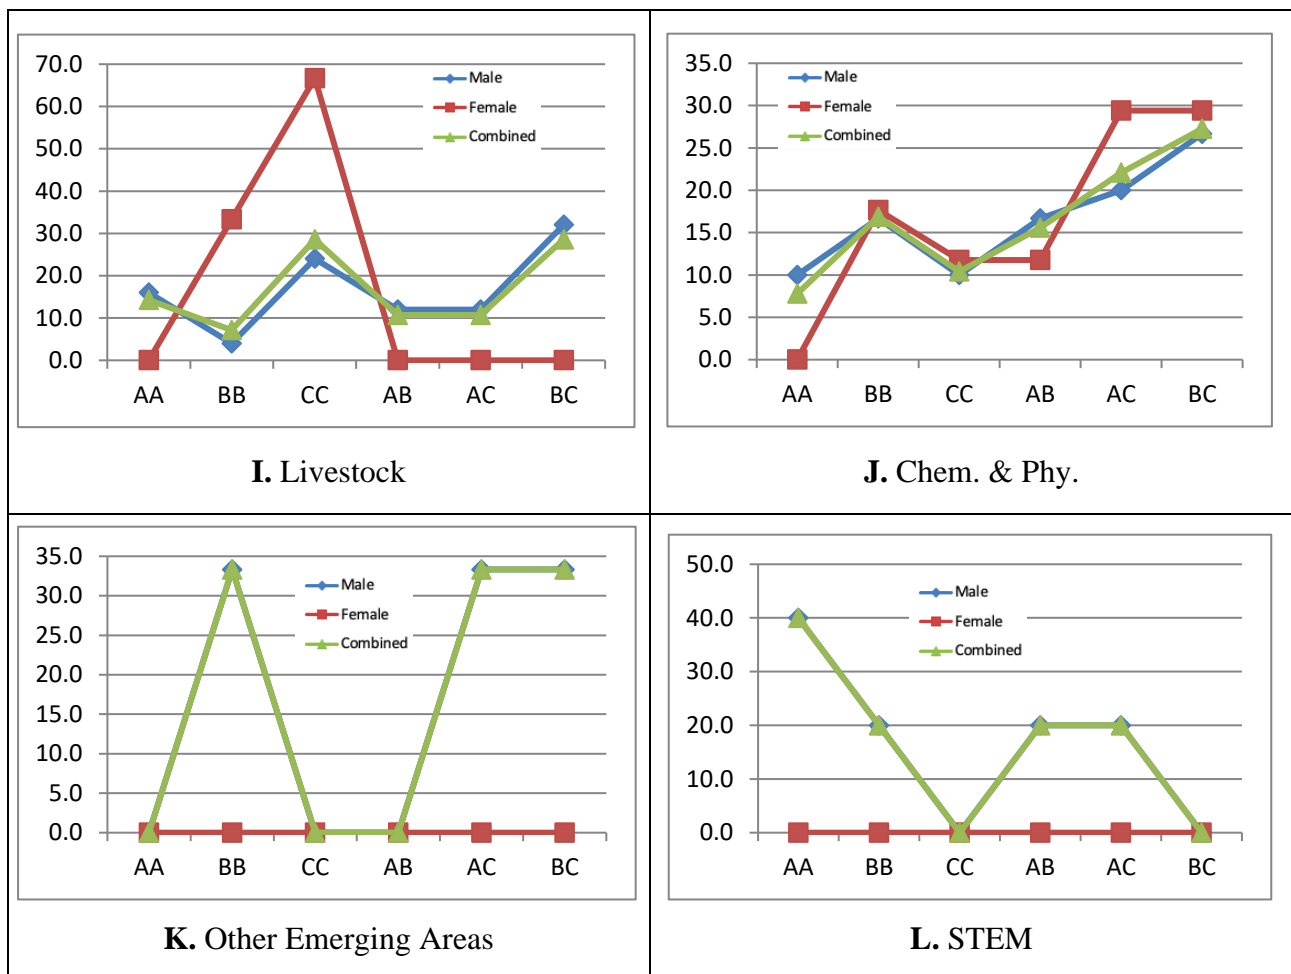 70.0
60.0
50.0
40.0
30.0
20.0
10.0
0.0
Male
Female
Combined
AA BB CC AB AC BC
I. Livestock
35.0
30.0
25.0
20.0
15.0
10.0
5.0
0.0
Male
Female
Combined
AA BB CC AB AC BC
J. Chem. & Phy.
35.0
30.0
25.0
20.0
15.0
10.0
5.0
0.0
Male
Female
Combined
AA BB CC AB AC BC
K. Other Emerging Areas
50.0
40.0
30.0
20.0
10.0
0.0
Male
Female
Combined
AA BB CC AB AC BC
L. STEM